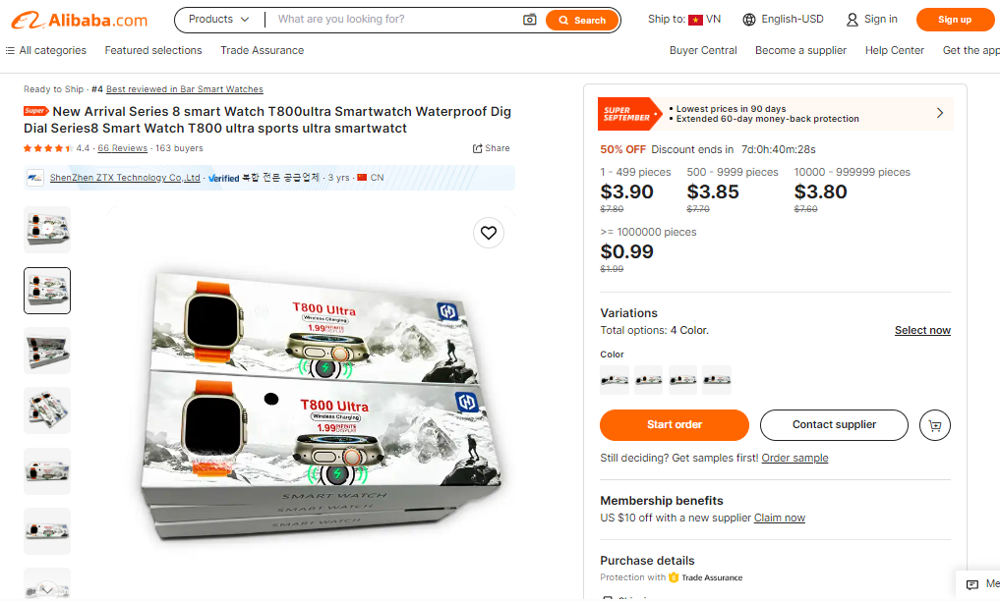 Alibaba.com
Products
What are you looking for?
Search
Ship to: VN
English-USD
Sign in
Sign up
All categories
Featured selections
Trade Assurance
Buyer Central
Become a supplier
Help Center
Get the app
Ready to Ship · #4 Best reviewed in Bar Smart Watches
Super New Arrival Series 8 smart Watch T800ultra Smartwatch Waterproof Dig
Dial Series8 Smart Watch T800 ultra sports ultra smartwatct
4.4 · 66 Reviews · 163 buyers
Share
ShenZhen ZTX Technology Co,.Ltd · Verified 복합 전문 공급업체 · 3 yrs · CN
T800 Ultra
Wireless Charging
1.99 INFINITE DISPLAY
T800 Ultra
Wireless Charging
1.99 INFINITE DISPLAY
SMART WATCH
SMART WATCH
SMART WATCH
SUPER SEPTEMBER
• Lowest prices in 90 days
• Extended 60-day money-back protection
50% OFF Discount ends in 7d:0h:40m:28s
1 - 499 pieces
$3.90
$7.80
500 - 9999 pieces
$3.85
$7.70
10000 - 999999 pieces
$3.80
$7.60
>= 1000000 pieces
$0.99
$1.99
Variations
Total options: 4 Color.
Select now
Color
Start order
Contact supplier
Still deciding? Get samples first! Order sample
Membership benefits
US $10 off with a new supplier Claim now
Purchase details
Protection with Trade Assurance
Me